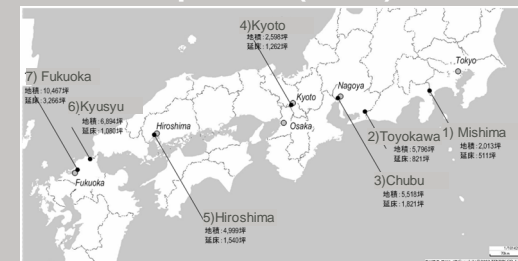 4)Kyoto
地積:2,598坪
延床:1,262坪
7) Fukuoka
地積:10,467坪
延床:3,266坪
6)Kyusyu
地積:6,894坪
延床:1,080坪
Tokyo
Nagoya
Kyoto
Hiroshima
Osaka
Fukuoka
1) Mishima
地積:2,013坪
延床:511坪
2)Toyokawa
地積:5,796坪
延床:821坪
3)Chubu
地積:5,518坪
延床:1,821坪
5)Hiroshima
地積:4,999坪
延床:1,540坪